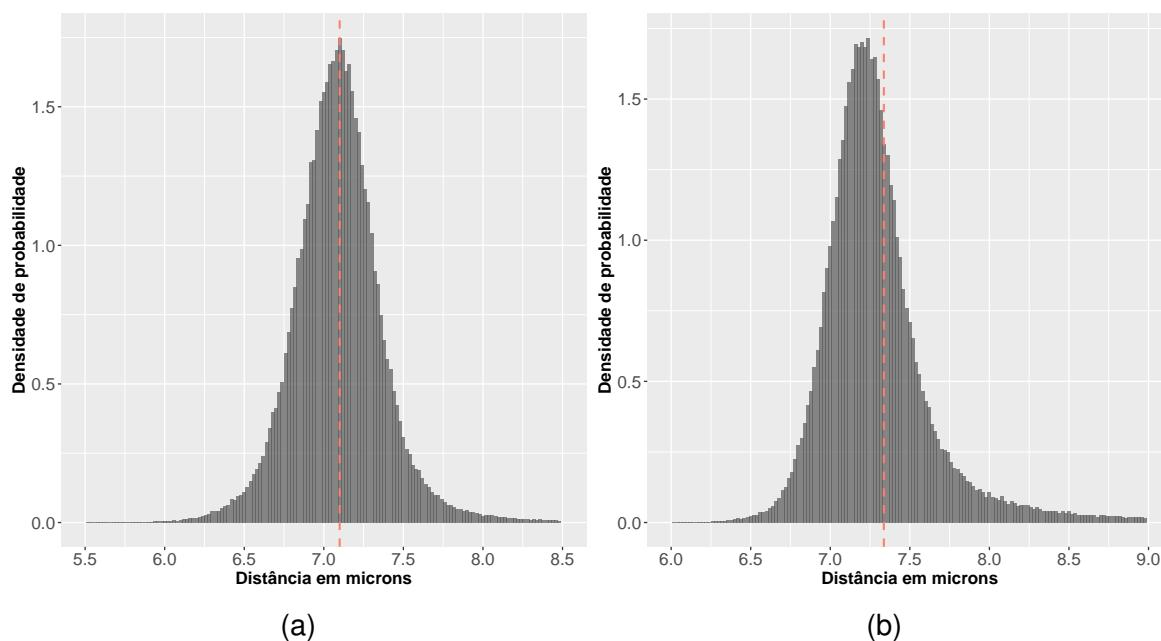 Densidade de probabilidade
1.5
1.0
0.5
0.0
5.5 6.0 6.5 7.0 7.5 8.0 8.5
Distância em microns
(a)
Densidade de probabilidade
1.5
1.0
0.5
0.0
6.0 6.5 7.0 7.5 8.0 8.5 9.0
Distância em microns
(b)